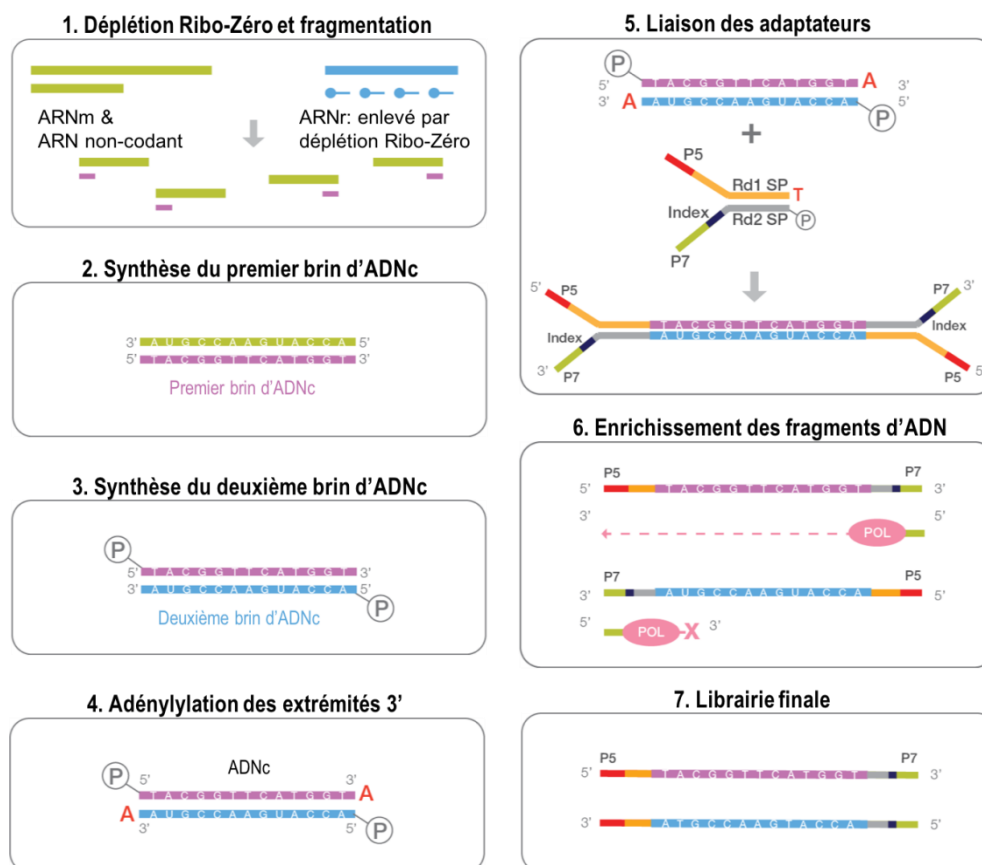 1. Déplétion Ribo-Zéro et fragmentation
ARNm &
ARN non-codant
ARNr: enlevé par
déplétion Ribo-Zéro
2. Synthèse du premier brin d'ADNc
3' A U G C C A A G U A C C A 5'
5' T A C G G T T C A T G G T 3'
Premier brin d'ADNc
3. Synthèse du deuxième brin d'ADNc
P
5' T A C G G T T C A T G G T 3'
3' A U G C C A A G U A C C A 5'
P
Deuxième brin d'ADNc
4. Adénylylation des extrémités 3'
ADNc
P 5' 3'
T A C G G T T C A T G G T A
A A U G C C A A G U A C C A
3' 5' P
5. Liaison des adaptateurs
P
5' T A C G G T T C A T G G T A 3'
3' A A U G C C A A G U A C C A 5'
P
+
P5
Rd1 SP T
Index Rd2 SP P
P7
5' P5 P7 3'
T A C G G T T C A T G G T
Index A U G C C A A G U A C C A Index
3' P7 P5 5'
6. Enrichissement des fragments d'ADN
P5 P7
5' T A C G G T T C A T G G T 3'
3' POL 5'
P7 P5
3' A U G C C A A G U A C C A 5'
5' POL X 3'
7. Librairie finale
P5 P7
5' T A C G G T T C A T G G T 3'
5' A T G C C A A G T A C C A 5'